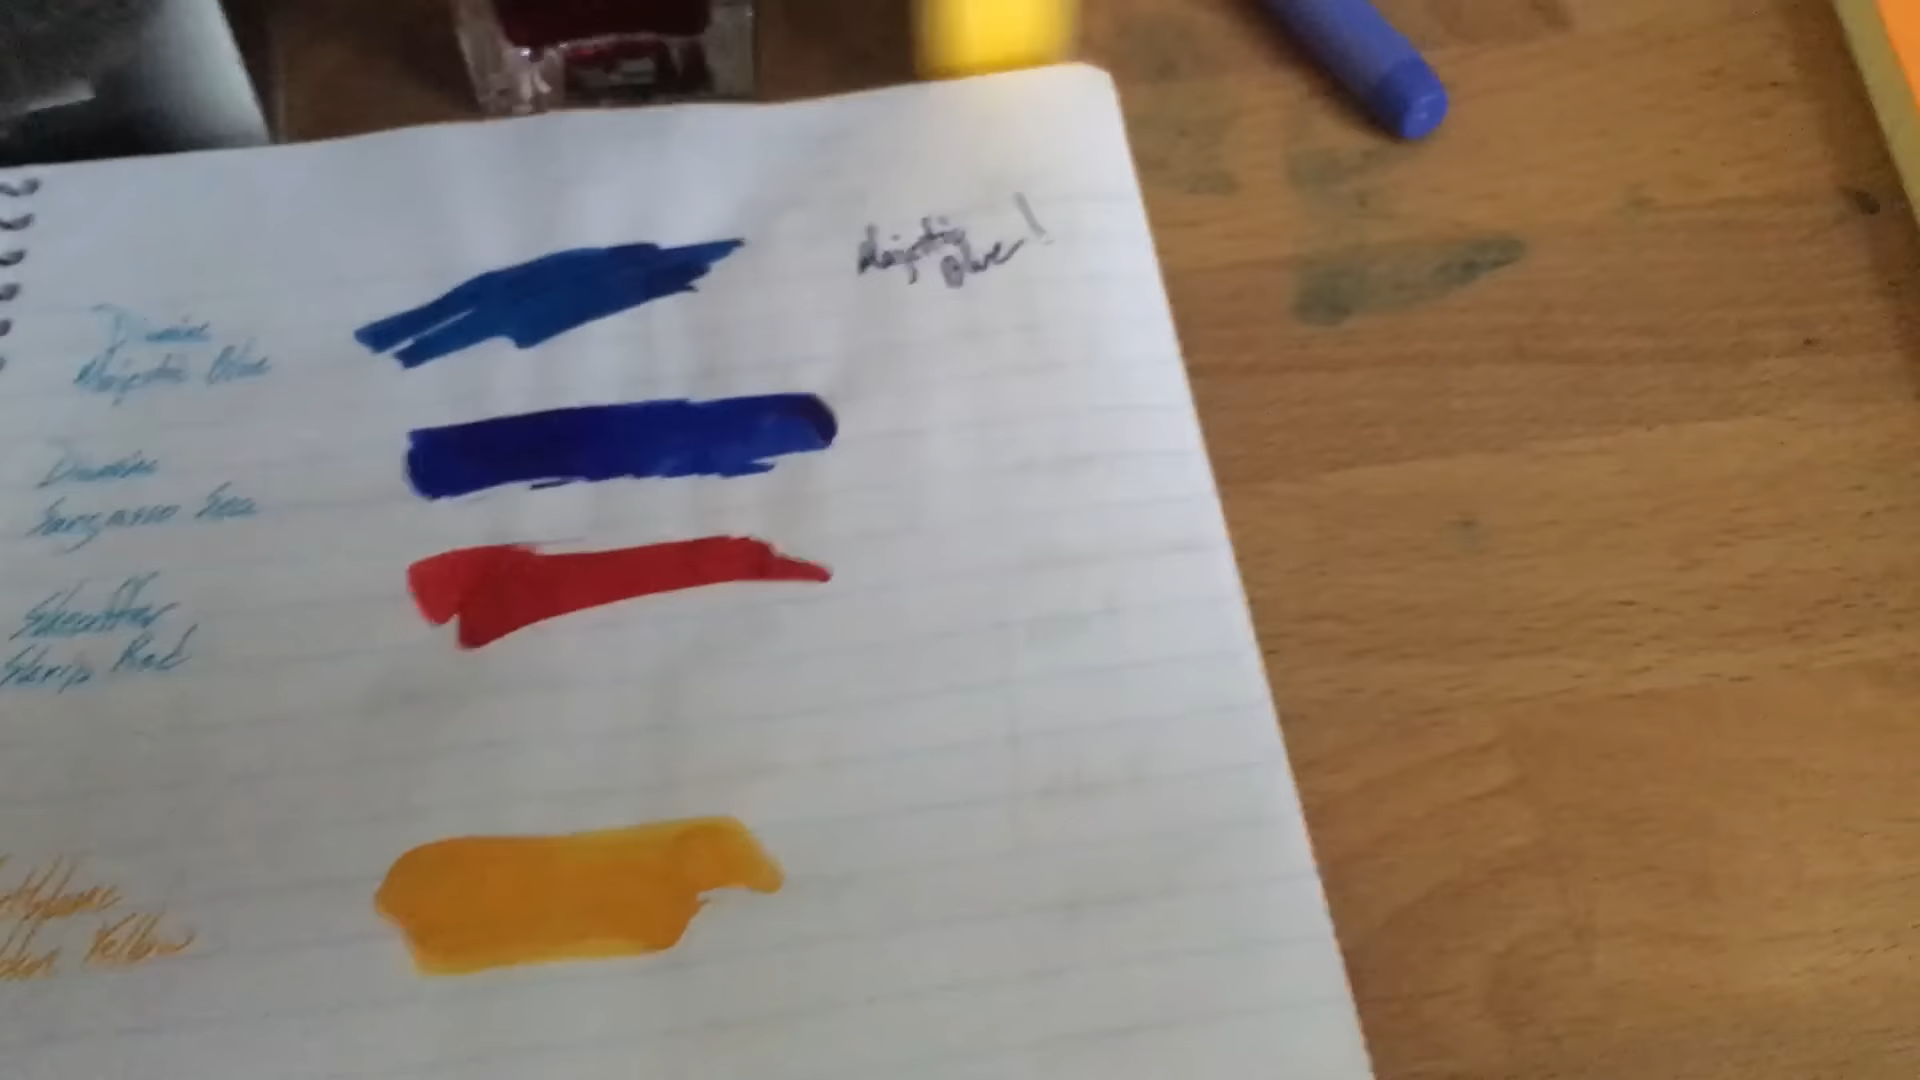 Majestic
Blue!
Diamine
Majestic Blue
Diamine
Sargasso Sea
Sheaffer
Skrip Red
Yellow